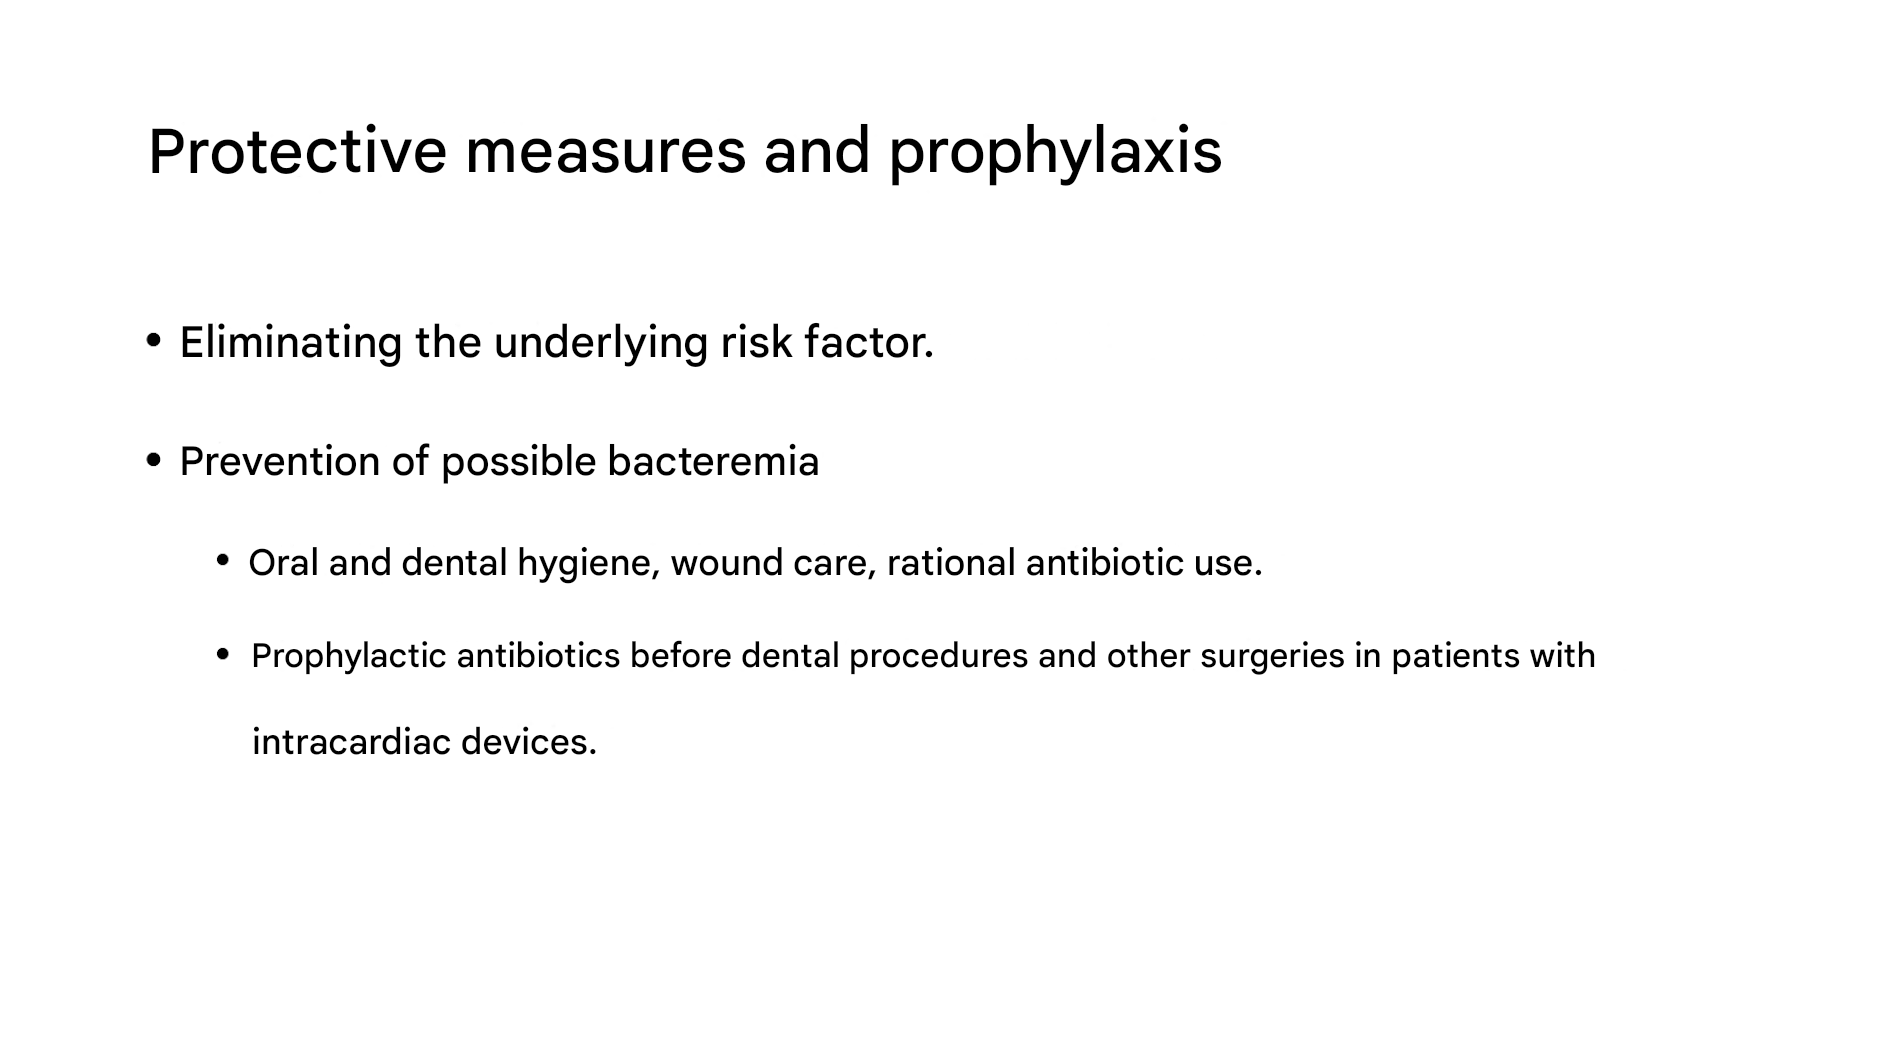 Protective measures and prophylaxis
• Eliminating the underlying risk factor.
• Prevention of possible bacteremia
• Oral and dental hygiene, wound care, rational antibiotic use.
• Prophylactic antibiotics before dental procedures and other surgeries in patients with
intracardiac devices.